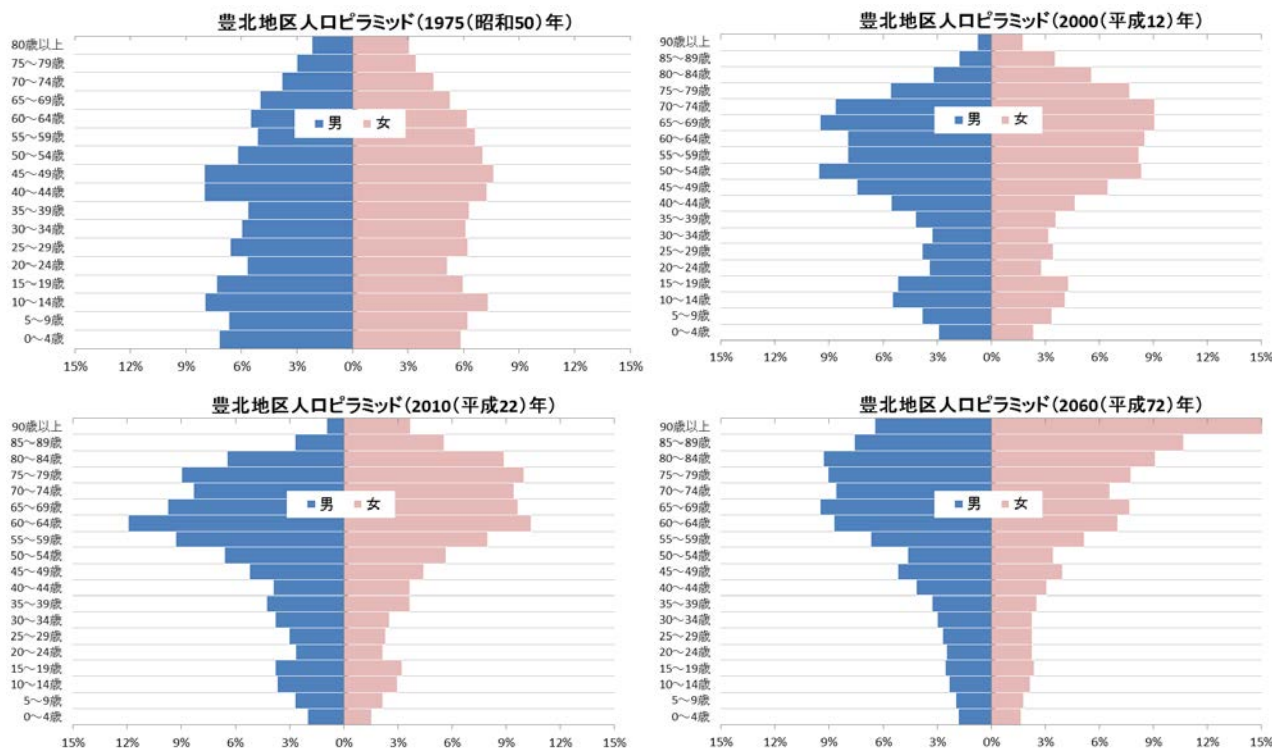 豊北地区人口ピラミッド(1975(昭和50)年)
80歳以上
75～79歳
70～74歳
65～69歳
60～64歳
55～59歳
50～54歳
45～49歳
40～44歳
35～39歳
30～34歳
25～29歳
20～24歳
15～19歳
10～14歳
5～9歳
0～4歳
男 女
15% 12% 9% 6% 3% 0% 3% 6% 9% 12% 15%
豊北地区人口ピラミッド(2000(平成12)年)
90歳以上
85～89歳
80～84歳
75～79歳
70～74歳
65～69歳
60～64歳
55～59歳
50～54歳
45～49歳
40～44歳
35～39歳
30～34歳
25～29歳
20～24歳
15～19歳
10～14歳
5～9歳
0～4歳
男 女
15% 12% 9% 6% 3% 0% 3% 6% 9% 12% 15%
豊北地区人口ピラミッド(2010(平成22)年)
90歳以上
85～89歳
80～84歳
75～79歳
70～74歳
65～69歳
60～64歳
55～59歳
50～54歳
45～49歳
40～44歳
35～39歳
30～34歳
25～29歳
20～24歳
15～19歳
10～14歳
5～9歳
0～4歳
男 女
15% 12% 9% 6% 3% 0% 3% 6% 9% 12% 15%
豊北地区人口ピラミッド(2060(平成72)年)
90歳以上
85～89歳
80～84歳
75～79歳
70～74歳
65～69歳
60～64歳
55～59歳
50～54歳
45～49歳
40～44歳
35～39歳
30～34歳
25～29歳
20～24歳
15～19歳
10～14歳
5～9歳
0～4歳
男 女
15% 12% 9% 6% 3% 0% 3% 6% 9% 12% 15%